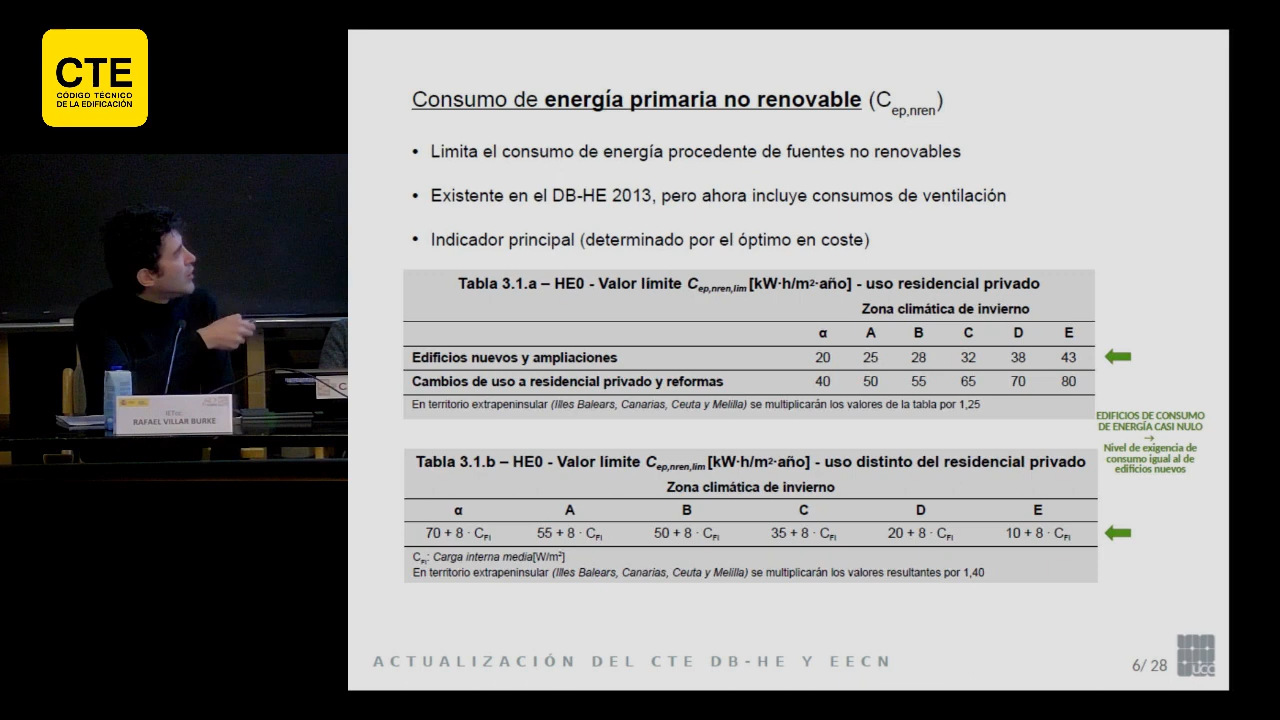 CTE
CÓDIGO TÉCNICO
DE LA EDIFICACIÓN
Consumo de energía primaria no renovable (Cep,nren)
• Limita el consumo de energía procedente de fuentes no renovables
• Existente en el DB-HE 2013, pero ahora incluye consumos de ventilación
• Indicador principal (determinado por el óptimo en coste)
Tabla 3.1.a – HE0 - Valor límite Cep,nren,lim [kW·h/m²·año] - uso residencial privado
Zona climática de invierno
α A B C D E
Edificios nuevos y ampliaciones 20 25 28 32 38 43
Cambios de uso a residencial privado y reformas 40 50 55 65 70 80
En territorio extrapeninsular (Illes Balears, Canarias, Ceuta y Melilla) se multiplicarán los valores de la tabla por 1,25
EDIFICIOS DE CONSUMO
DE ENERGÍA CASI NULO
→
Nivel de exigencia de
consumo igual al de
edificios nuevos
Tabla 3.1.b – HE0 - Valor límite Cep,nren,lim [kW·h/m²·año] - uso distinto del residencial privado
Zona climática de invierno
α A B C D E
70 + 8 · CFI 55 + 8 · CFI 50 + 8 · CFI 35 + 8 · CFI 20 + 8 · CFI 10 + 8 · CFI
CFI: Carga interna media[W/m²]
En territorio extrapeninsular (Illes Balears, Canarias, Ceuta y Melilla) se multiplicarán los valores resultantes por 1,40
ACTUALIZACIÓN DEL CTE DB-HE Y EECN
6/ 28
UCC
IETcc
RAFAEL VILLAR BURKE